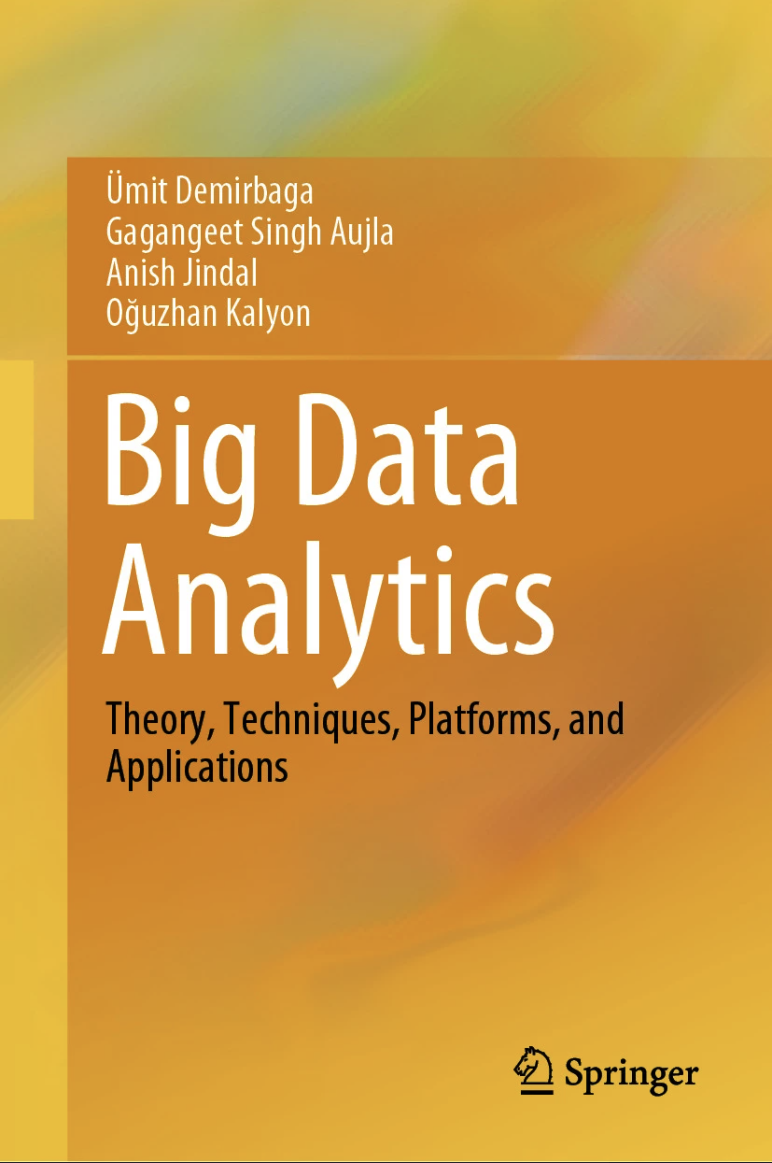 Ümit Demirbaga
Gagangeet Singh Aujla
Anish Jindal
Oğuzhan Kalyon
Big Data
Analytics
Theory, Techniques, Platforms, and
Applications
Springer